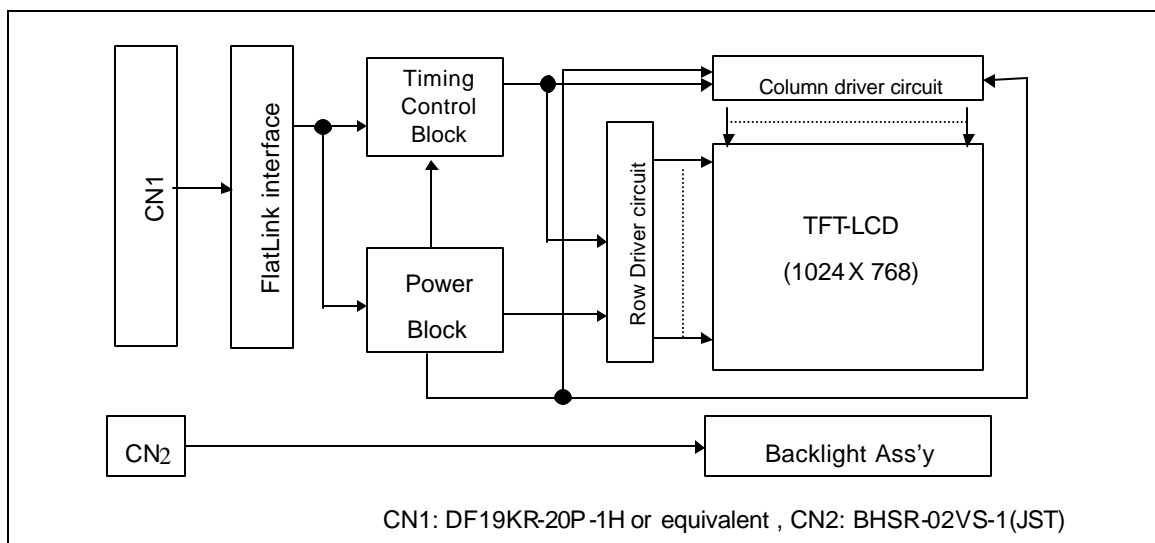 CN1
FlatLink interface
Timing
Control
Block
Power
Block
Row Driver circuit
Column driver circuit
TFT-LCD
(1024 X 768)
CN2
Backlight Ass'y
CN1: DF19KR-20P-1H or equivalent , CN2: BHSR-02VS-1(JST)